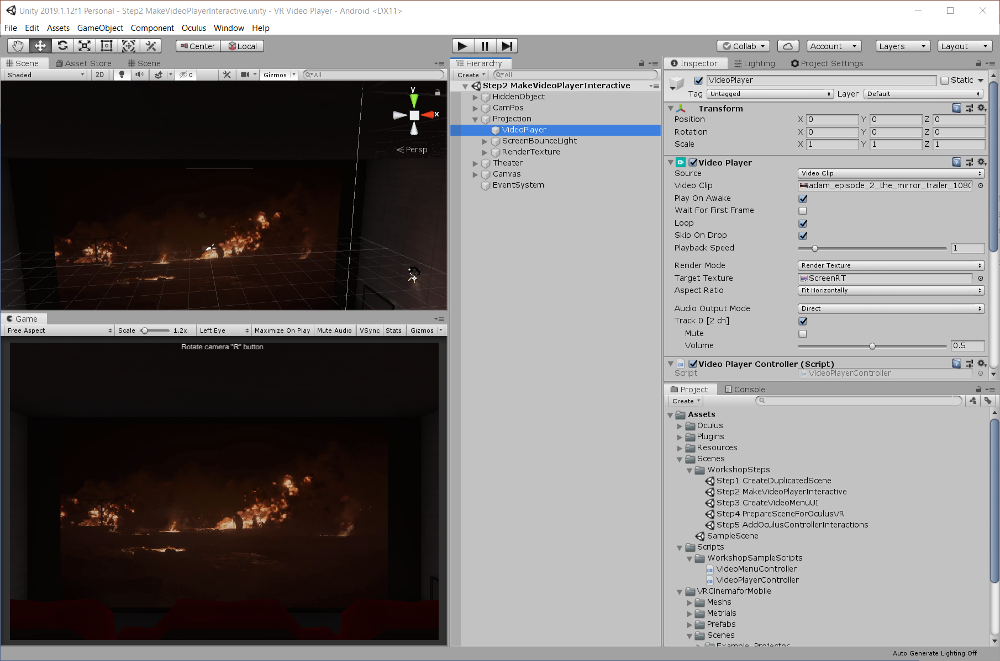 Unity 2019.1.12f1 Personal - Step2 MakeVideoPlayerInteractive.unity - VR Video Player - Android <DX11>
File Edit Assets GameObject Component Oculus Window Help
Center Local Collab Account Layers Layout
Scene Asset Store Scene
Shaded 2D 0 Gizmos All
y
x
Persp
Game
Free Aspect Scale 1.2x Left Eye Maximize On Play Mute Audio VSync Stats Gizmos
Rotate camera "R" button
Hierarchy
Create All
Step2 MakeVideoPlayerInteractive
HiddenObject
CamPos
Projection
VideoPlayer
ScreenBounceLight
RenderTexture
Theater
Canvas
EventSystem
Inspector Lighting Project Settings
VideoPlayer Static
Tag Untagged Layer Default
Transform
Position X 0 Y 0 Z 0
Rotation X 0 Y 0 Z 0
Scale X 1 Y 1 Z 1
Video Player
Source Video Clip
Video Clip adam_episode_2_the_mirror_trailer_1080
Play On Awake
Wait For First Frame
Loop
Skip On Drop
Playback Speed 1
Render Mode Render Texture
Target Texture ScreenRT
Aspect Ratio Fit Horizontally
Audio Output Mode Direct
Track 0 [2 ch]
Mute
Volume 0.5
Video Player Controller (Script)
Script VideoPlayerController
Project Console
Create
Assets
Oculus
Plugins
Resources
Scenes
WorkshopSteps
Step1 CreateDuplicatedScene
Step2 MakeVideoPlayerInteractive
Step3 CreateVideoMenuUI
Step4 PrepareSceneForOculusVR
Step5 AddOculusControllerInteractions
SampleScene
Scripts
WorkshopSampleScripts
VideoMenuController
VideoPlayerController
VRCinemaforMobile
Meshs
Metrials
Prefabs
Scenes
Example_Projector
Auto Generate Lighting Off